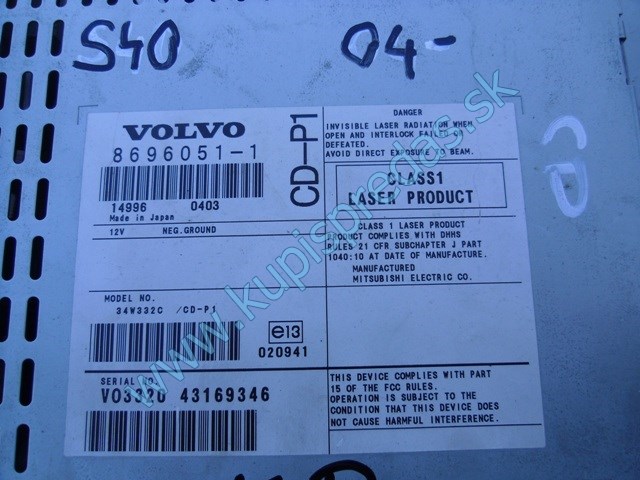 S40 04-
CD
VOLVO
8696051-1
14996 0403
Made in Japan
12V NEG.GROUND
CD-P1
MODEL NO.
34W332C /CD-P1
e13
020941
SERIAL NO.
VO3320 43169346
DANGER
INVISIBLE LASER RADIATION WHEN
OPEN AND INTERLOCK FAILED OR
DEFEATED.
AVOID DIRECT EXPOSURE TO BEAM.
CLASS1
LASER PRODUCT
CLASS 1 LASER PRODUCT
PRODUCT COMPLIES WITH DHHS
RULES 21 CFR SUBCHAPTER J PART
1040:10 AT DATE OF MANUFACTURE.
MANUFACTURED
MITSUBISHI ELECTRIC CO.
THIS DEVICE COMPLIES WITH PART
15 OF THE FCC RULES.
OPERATION IS SUBJECT TO THE
CONDITION THAT THIS DEVICE DOES
NOT CAUSE HARMFUL INTERFERENCE.
www.kupispredas.sk